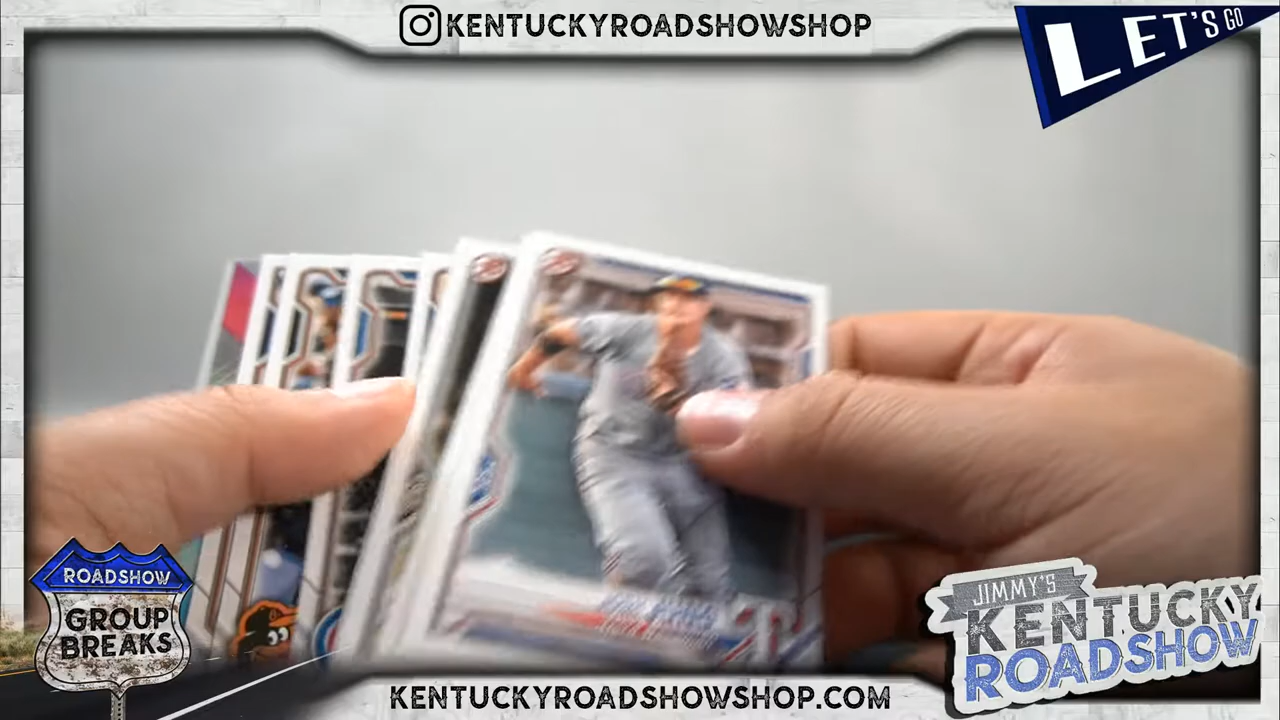 KENTUCKYROADSHOWSHOP
LET'S GO
ROADSHOW
GROUP
BREAKS
JIMMY'S
KENTUCKY
ROADSHOW
KENTUCKYROADSHOWSHOP.COM